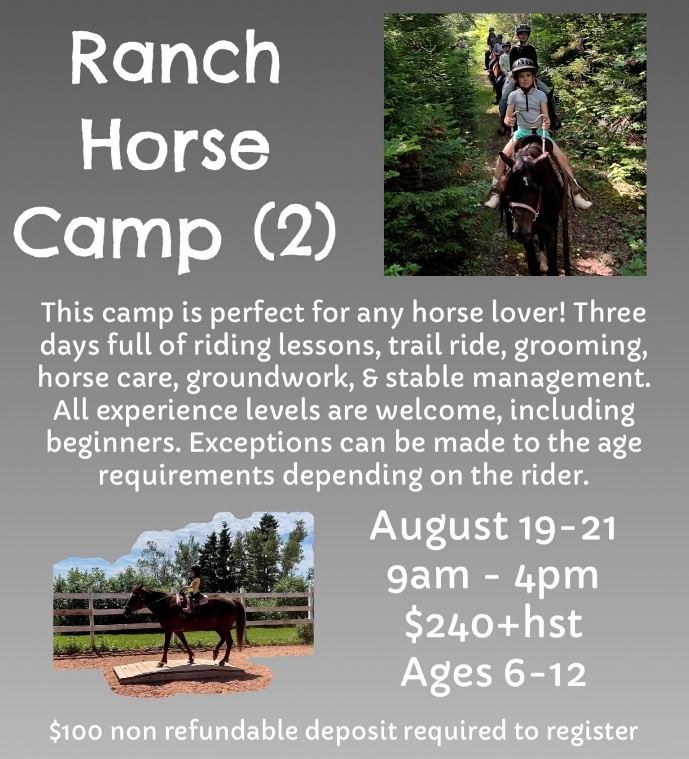 Ranch
Horse
Camp (2)
This camp is perfect for any horse lover! Three
days full of riding lessons, trail ride, grooming,
horse care, groundwork, & stable management.
All experience levels are welcome, including
beginners. Exceptions can be made to the age
requirements depending on the rider.
August 19-21
9am - 4pm
$240+hst
Ages 6-12
$100 non refundable deposit required to register